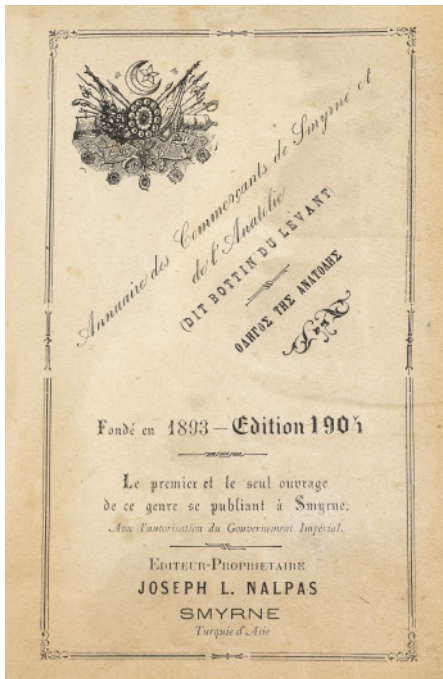 Annuaire des Commerçants de Smyrne et
de l'Anatolie
(DIT BOTTIN DU LEVANT)
ΟΔΗΓΟΣ ΤΗΣ ΑΝΑΤΟΛΗΣ
Fondé en 1893 — Edition 1904
Le premier et le seul ouvrage
de ce genre se publiant à Smyrne.
Avec l'autorisation du Gouvernement Impérial.
EDITEUR-PROPRIETAIRE
JOSEPH L. NALPAS
SMYRNE
Turquie d'Asie